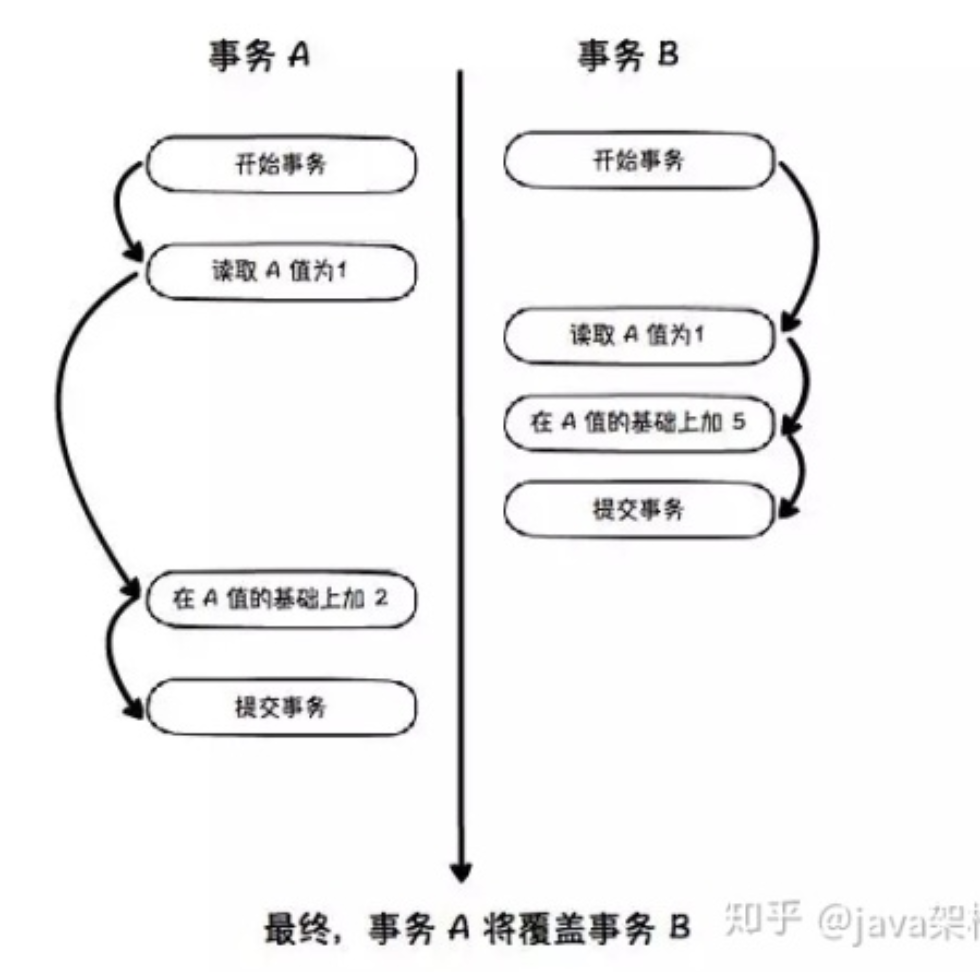 事务 A
事务 B
开始事务
开始事务
读取 A 值为1
读取 A 值为1
在 A 值的基础上加 5
提交事务
在 A 值的基础上加 2
提交事务
最终，事务 A 将覆盖事务 B
知乎 @java架